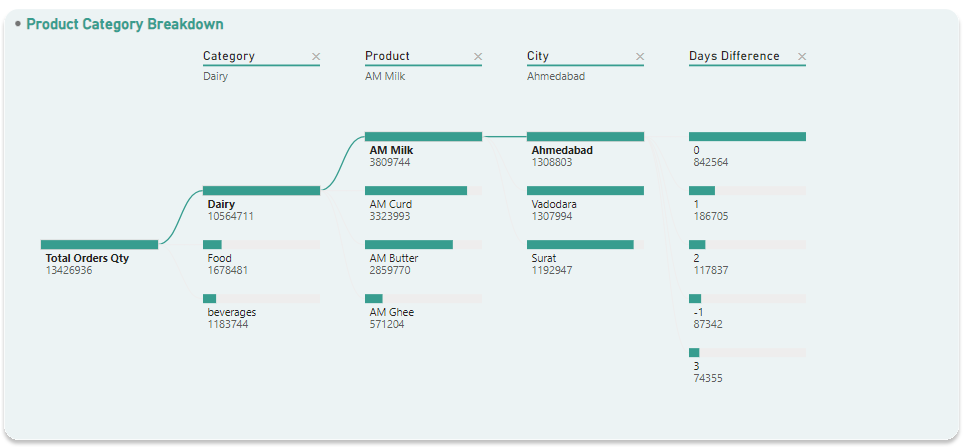 • Product Category Breakdown
Category ×
Dairy
Product ×
AM Milk
City ×
Ahmedabad
Days Difference ×
Total Orders Qty
13426936
Dairy
10564711
Food
1678481
beverages
1183744
AM Milk
3809744
AM Curd
3323993
AM Butter
2859770
AM Ghee
571204
Ahmedabad
1308803
Vadodara
1307994
Surat
1192947
0
842564
1
186705
2
117837
-1
87342
3
74355